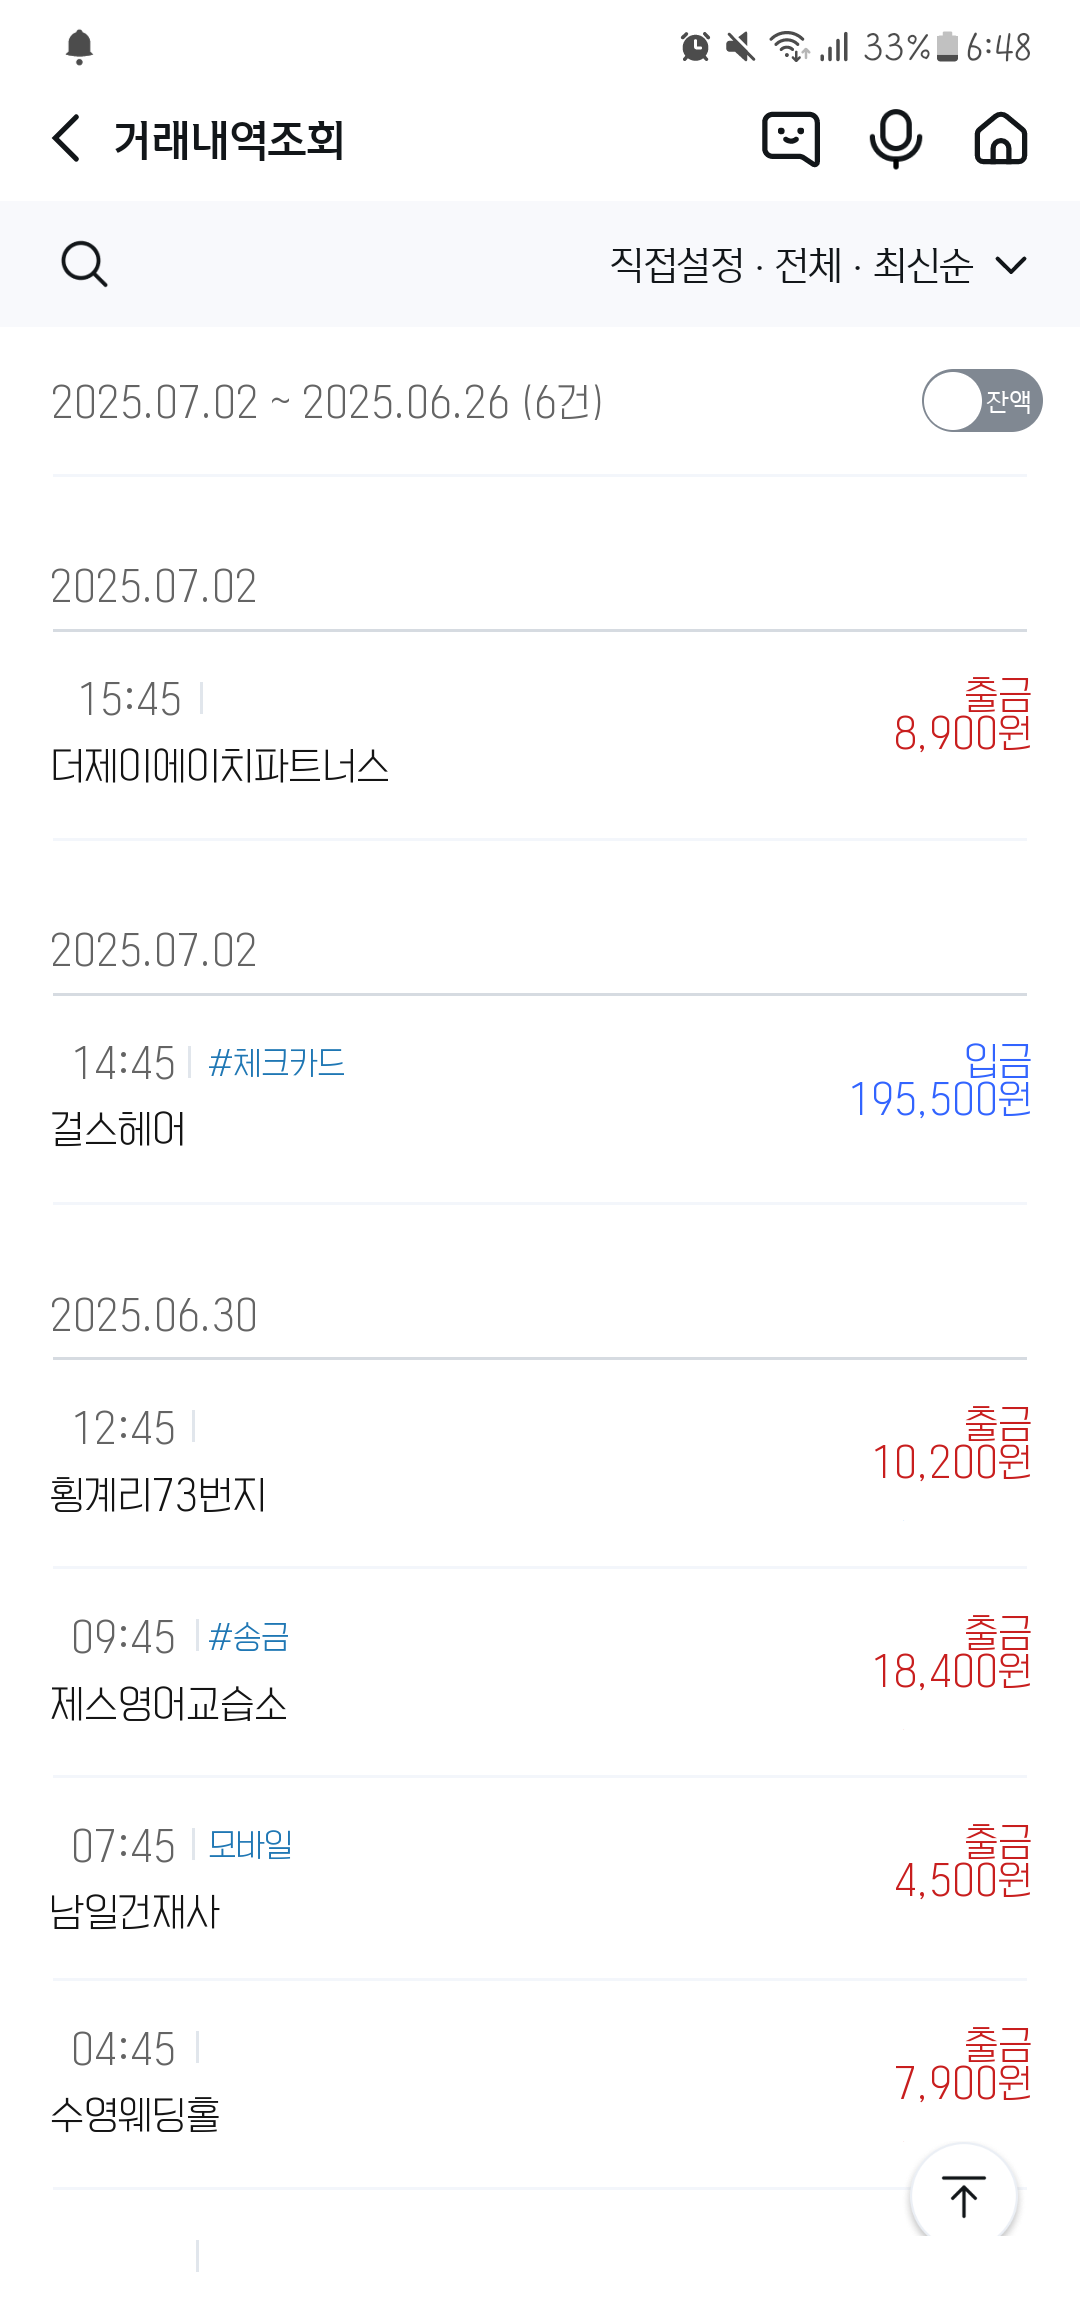 33% 6:48
거래내역조회
직접설정 · 전체 · 최신순
2025.07.02 ~ 2025.06.26 (6건) 잔액
2025.07.02
15:45 출금
8,900원
더제이에이치파트너스
2025.07.02
14:45 #체크카드 입금
195,500원
걸스헤어
2025.06.30
12:45 출금
10,200원
횡계리73번지
09:45 #송금 출금
18,400원
제스영어교습소
07:45 모바일 출금
4,500원
남일건재사
04:45 출금
7,900원
수영웨딩홀